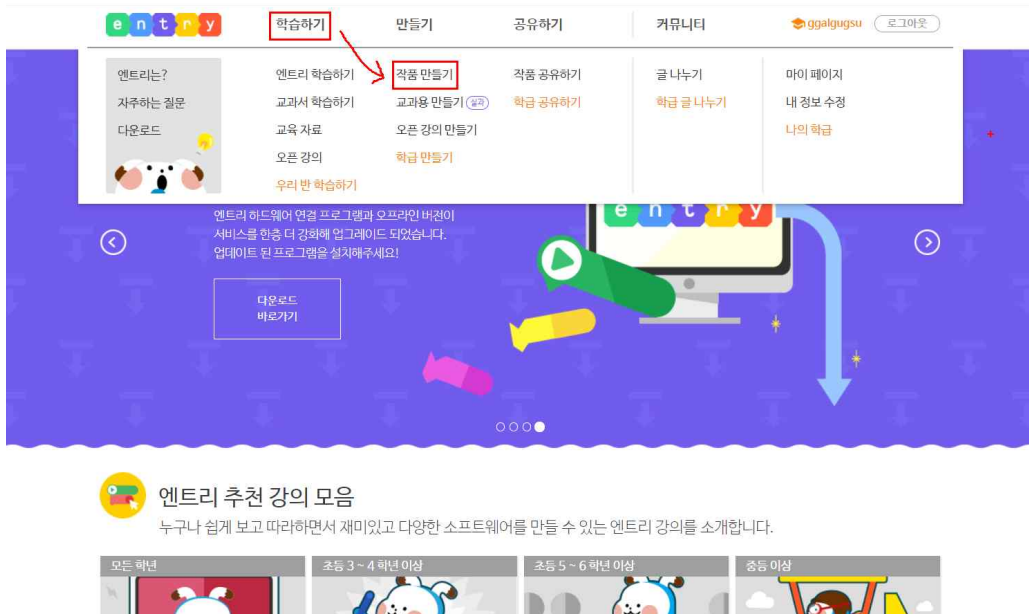 entry 학습하기 만들기 공유하기 커뮤니티 ggalgugsu 로그아웃
엔트리는? 엔트리 학습하기 작품 만들기 작품 공유하기 글 나누기 마이 페이지
자주하는 질문 교과서 학습하기 교과용 만들기 실과 학급 공유하기 학급 글 나누기 내 정보 수정
다운로드 교육 자료 오픈 강의 만들기 나의 학급
오픈 강의 학급 만들기
우리 반 학습하기
entry
엔트리 하드웨어 연결 프로그램과 오프라인 버전이
서비스를 한층 더 강화해 업그레이드 되었습니다.
업데이트 된 프로그램을 설치해주세요!
다운로드
바로가기
엔트리 추천 강의 모음
누구나 쉽게 보고 따라하면서 재미있고 다양한 소프트웨어를 만들 수 있는 엔트리 강의를 소개합니다.
모든 학년 초등 3 ~ 4 학년 이상 초등 5 ~ 6 학년 이상 중등 이상